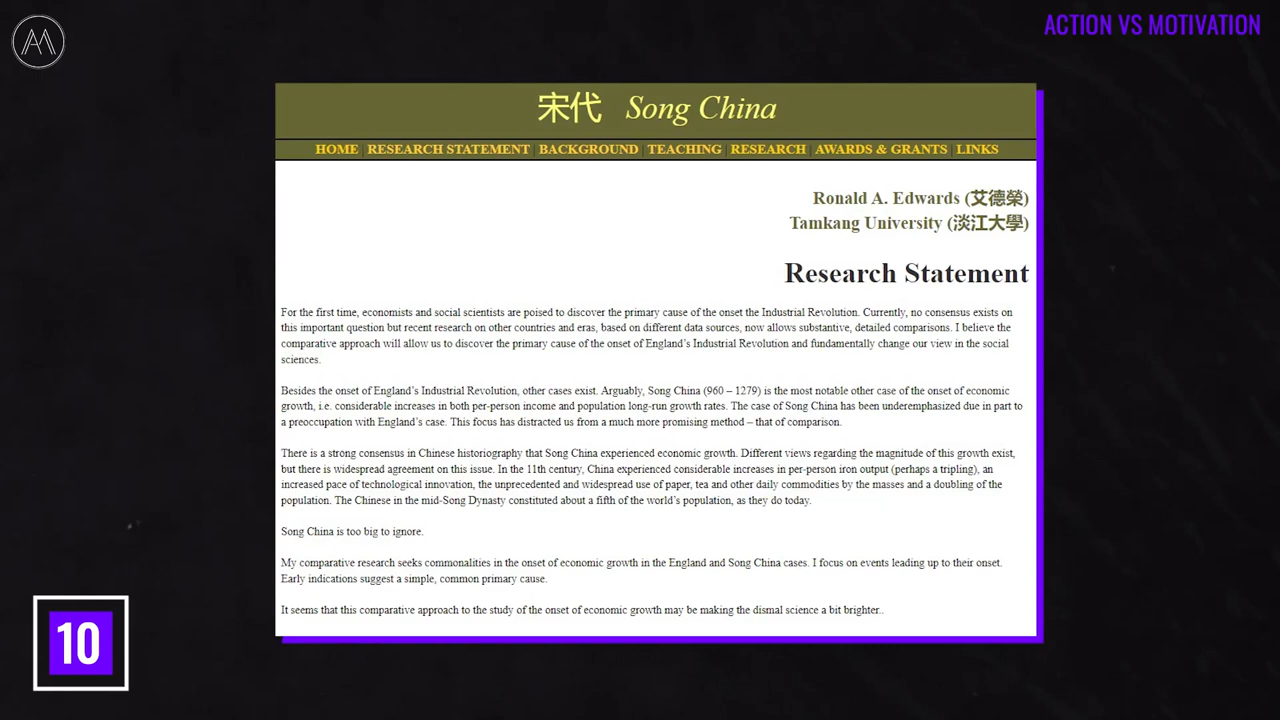 ACTION VS MOTIVATION
宋代 Song China
HOME | RESEARCH STATEMENT | BACKGROUND | TEACHING | RESEARCH | AWARDS & GRANTS | LINKS
Ronald A. Edwards (艾德榮)
Tamkang University (淡江大學)
Research Statement
For the first time, economists and social scientists are poised to discover the primary cause of the onset the Industrial Revolution. Currently, no consensus exists on
this important question but recent research on other countries and eras, based on different data sources, now allows substantive, detailed comparisons. I believe the
comparative approach will allow us to discover the primary cause of the onset of England's Industrial Revolution and fundamentally change our view in the social
sciences.
Besides the onset of England's Industrial Revolution, other cases exist. Arguably, Song China (960 – 1279) is the most notable other case of the onset of economic
growth, i.e. considerable increases in both per-person income and population long-run growth rates. The case of Song China has been underemphasized due in part to
a preoccupation with England's case. This focus has distracted us from a much more promising method – that of comparison.
There is a strong consensus in Chinese historiography that Song China experienced economic growth. Different views regarding the magnitude of this growth exist,
but there is widespread agreement on this issue. In the 11th century, China experienced considerable increases in per-person iron output (perhaps a tripling), an
increased pace of technological innovation, the unprecedented and widespread use of paper, tea and other daily commodities by the masses and a doubling of the
population. The Chinese in the mid-Song Dynasty constituted about a fifth of the world's population, as they do today.
Song China is too big to ignore.
My comparative research seeks commonalities in the onset of economic growth in the England and Song China cases. I focus on events leading up to their onset.
Early indications suggest a simple, common primary cause.
It seems that this comparative approach to the study of the onset of economic growth may be making the dismal science a bit brighter..
10